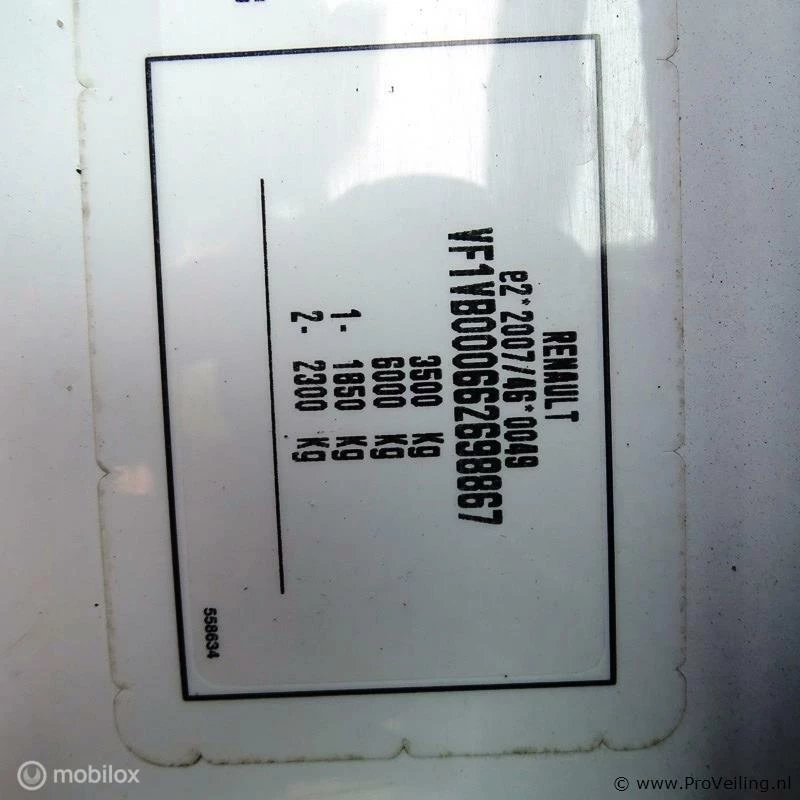 RENAULT
e2*2007/46*0049
VF1VB000662698867
3500 Kg
6000 Kg
1- 1850 Kg
2- 2300 Kg
558634
mobilox
© www.ProVeiling.nl